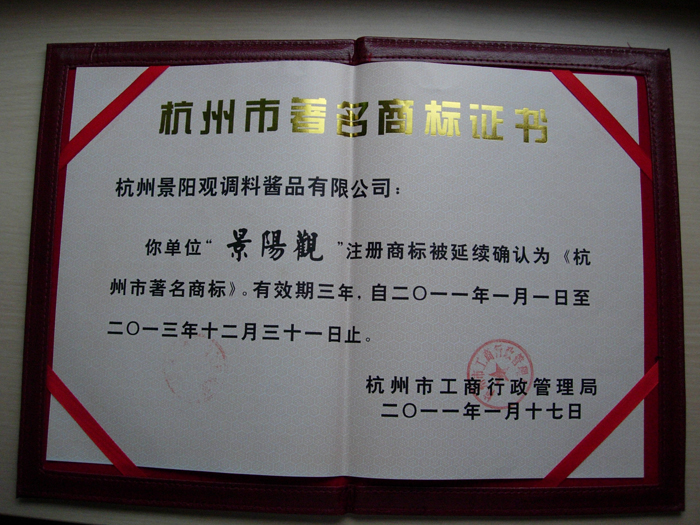 杭州市著名商标证书
杭州景阳观调料酱品有限公司：
你单位“景陽觀”注册商标被延续确认为《杭
州市著名商标》。有效期三年，自二〇一一年一月一日至
二〇一三年十二月三十一日止。
杭州市工商行政管理局
二〇一一年一月十七日